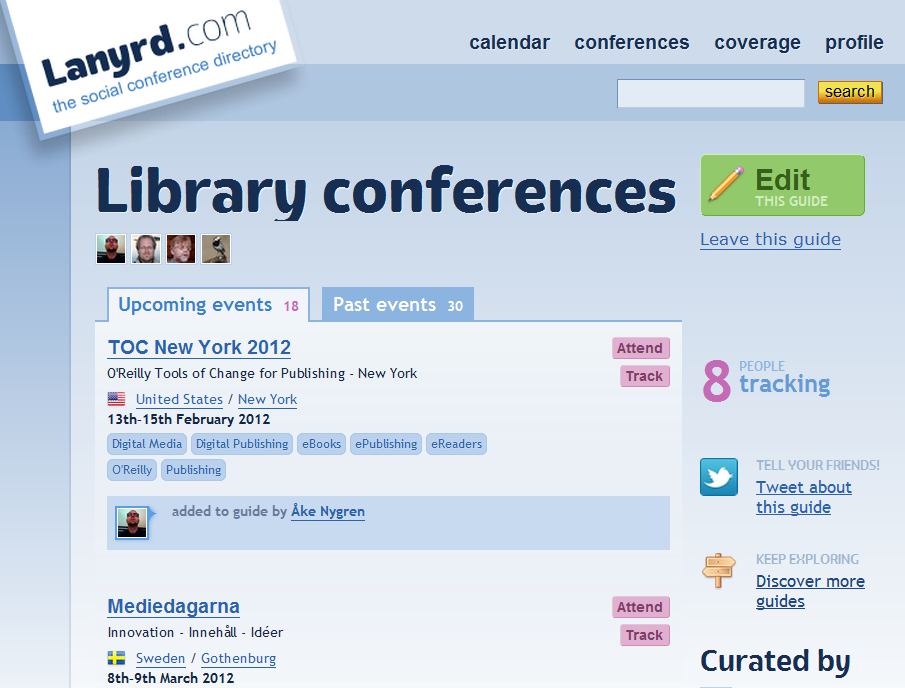 Lanyrd.com
the social conference directory
calendar conferences coverage profile
search
Library conferences
Edit
THIS GUIDE
Leave this guide
Upcoming events 18 Past events 30
TOC New York 2012
Attend
O'Reilly Tools of Change for Publishing - New York
Track
United States / New York
13th-15th February 2012
Digital Media Digital Publishing eBooks ePublishing eReaders
O'Reilly Publishing
added to guide by Åke Nygren
8 PEOPLE
tracking
TELL YOUR FRIENDS!
Tweet about
this guide
KEEP EXPLORING
Discover more
guides
Mediedagarna
Attend
Innovation - Innehåll - Idéer
Track
Sweden / Gothenburg
8th-9th March 2012
Curated by